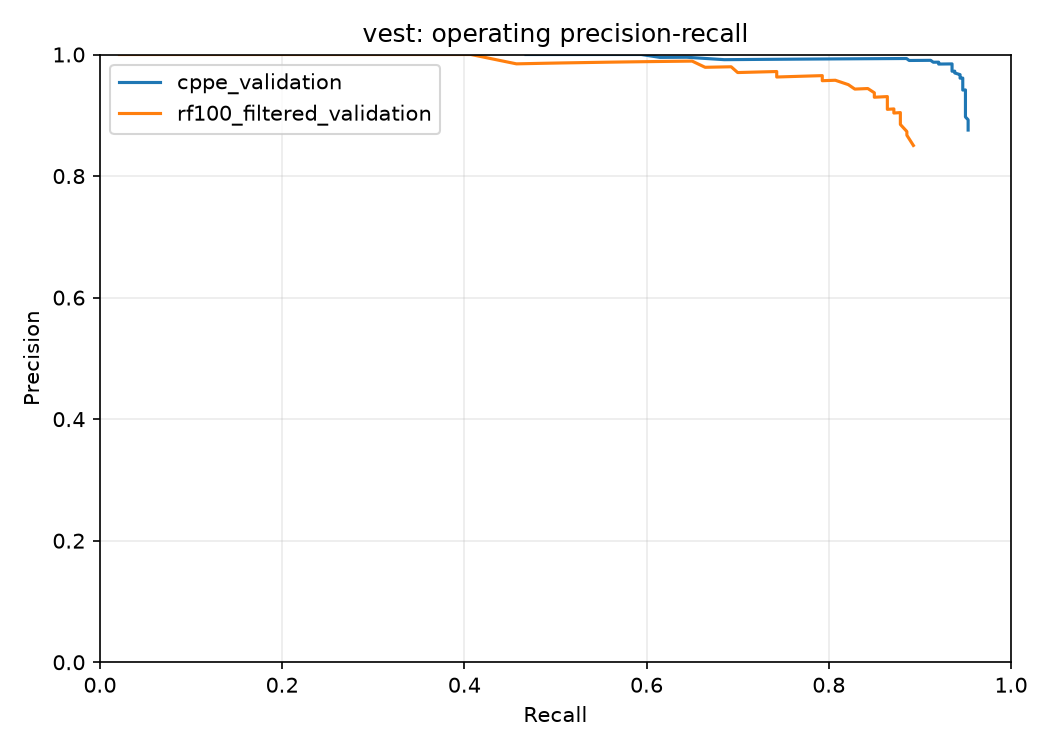 vest: operating precision-recall
1.0
cppe_validation
rf100_filtered_validation
0.8
0.6
Precision
0.4
0.2
0.0
0.0 0.2 0.4 0.6 0.8 1.0
Recall